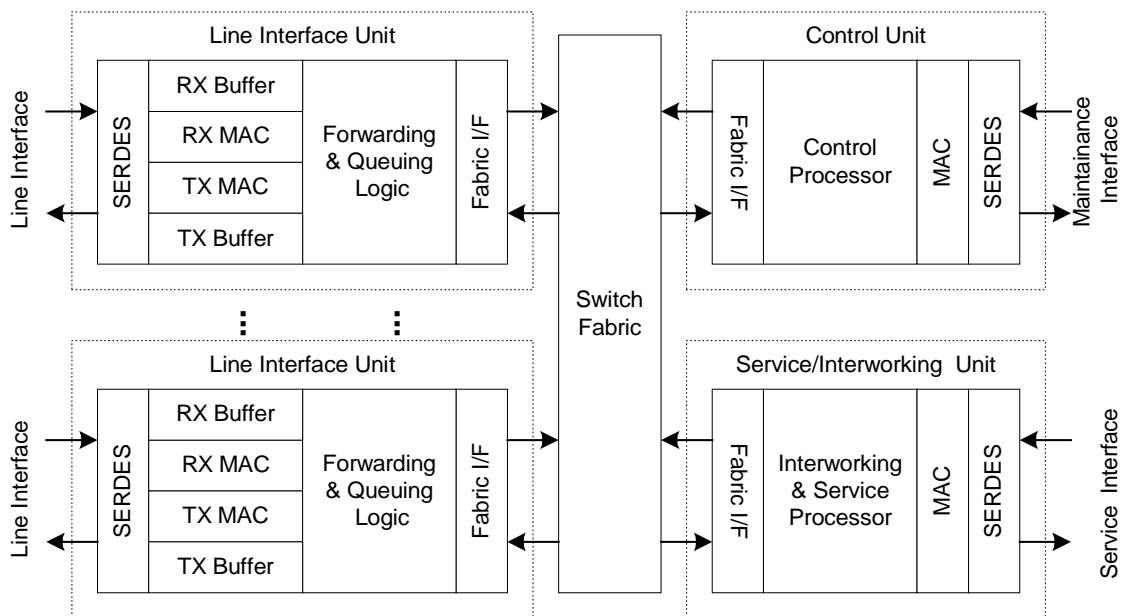 Line Interface Unit
Line Interface
SERDES
RX Buffer
RX MAC
TX MAC
TX Buffer
Forwarding
& Queuing
Logic
Fabric I/F
Switch
Fabric
Control Unit
Fabric I/F
Control
Processor
MAC
SERDES
Maintainance
Interface
Line Interface Unit
Line Interface
SERDES
RX Buffer
RX MAC
TX MAC
TX Buffer
Forwarding
& Queuing
Logic
Fabric I/F
Service/Interworking Unit
Fabric I/F
Interworking
& Service
Processor
MAC
SERDES
Service Interface